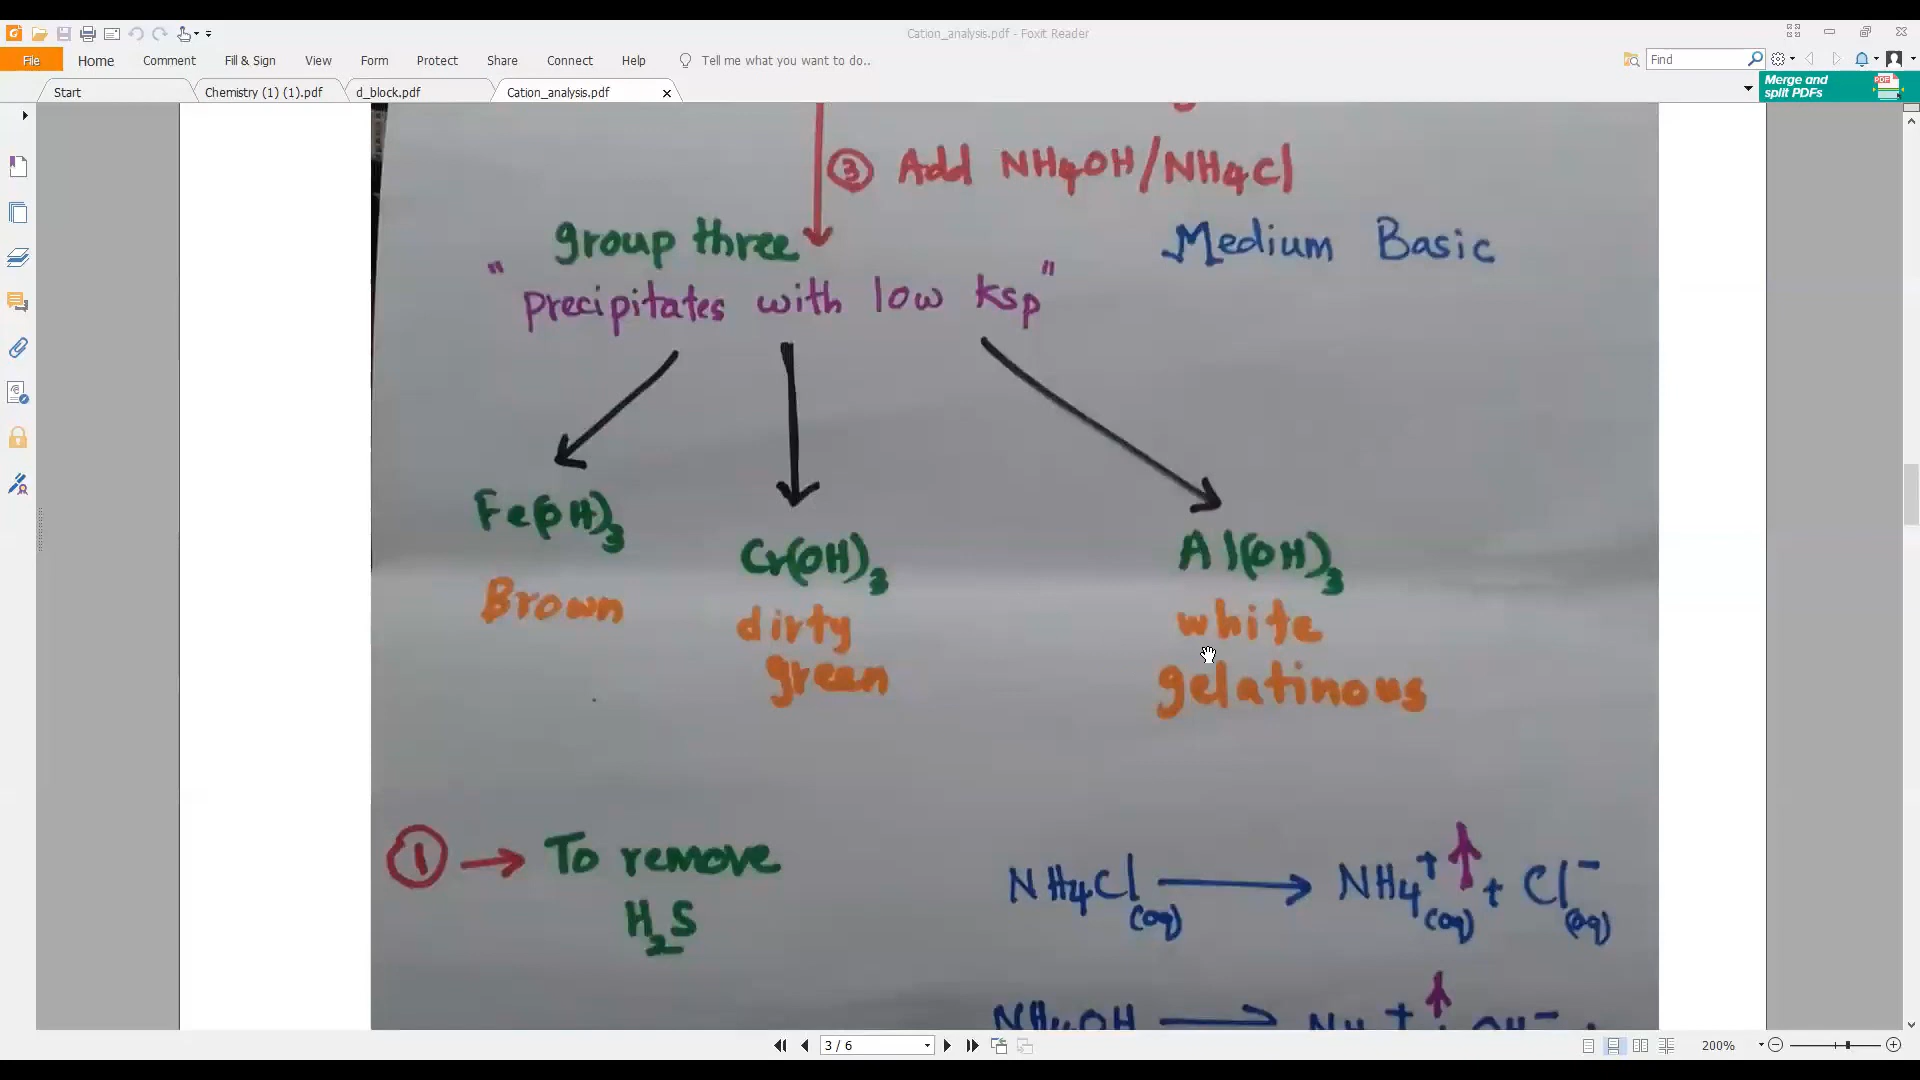 Cation_analysis.pdf - Foxit Reader
File Home Comment Fill & Sign View Form Protect Share Connect Help Tell me what you want to do.. Find
Start Chemistry (1) (1).pdf d_block.pdf Cation_analysis.pdf
Merge and
split PDFs
③ Add NH4OH/NH4Cl
group three
Medium Basic
"precipitates with low ksp"
Fe(OH)3
Cr(OH)3
Al(OH)3
Brown
dirty
green
white
gelatinous
① → To remove
H2S
NH4Cl(aq) → NH4+(aq) ↑ + Cl-(aq)
NH4OH →
3 / 6
200%